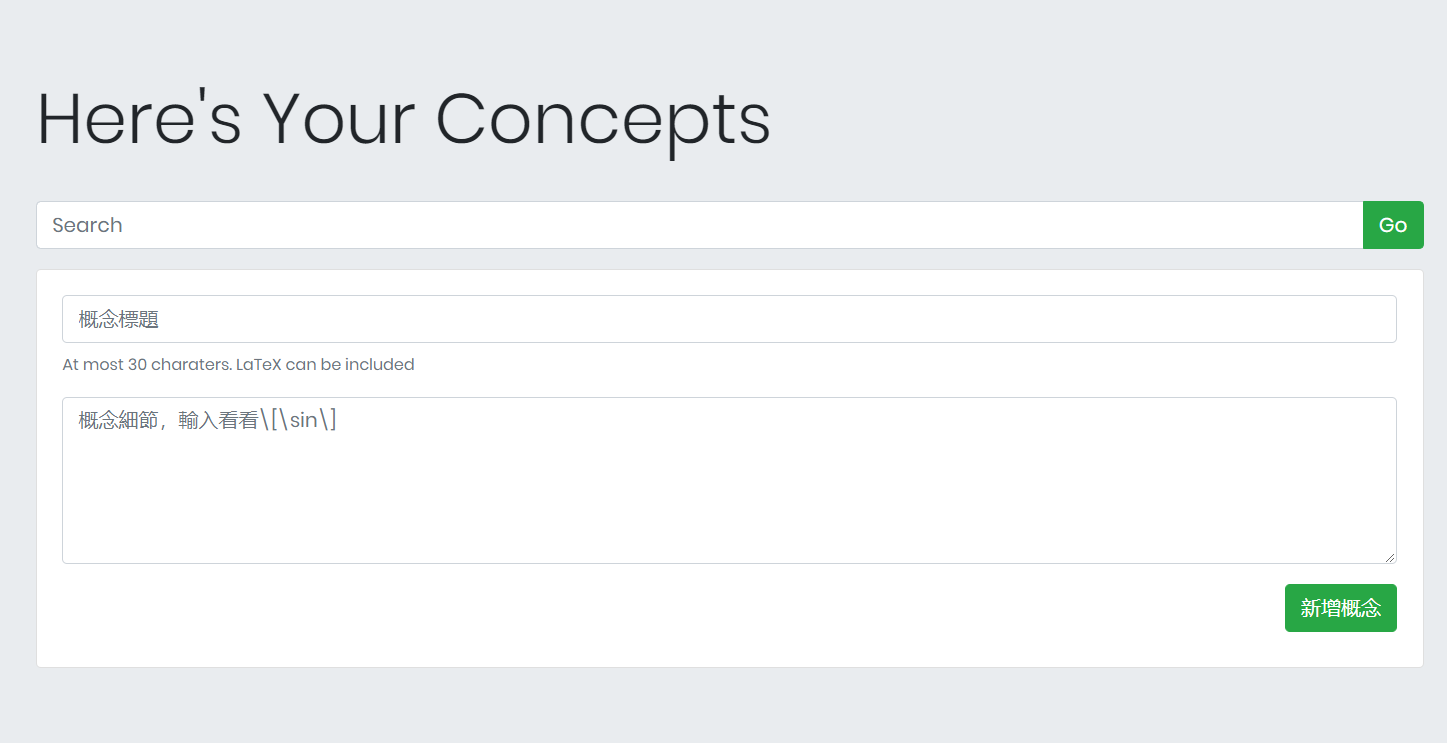 Here's Your Concepts
Search
Go
概念標題
At most 30 charaters. LaTeX can be included
概念細節，輸入看看\[\sin\]
新增概念